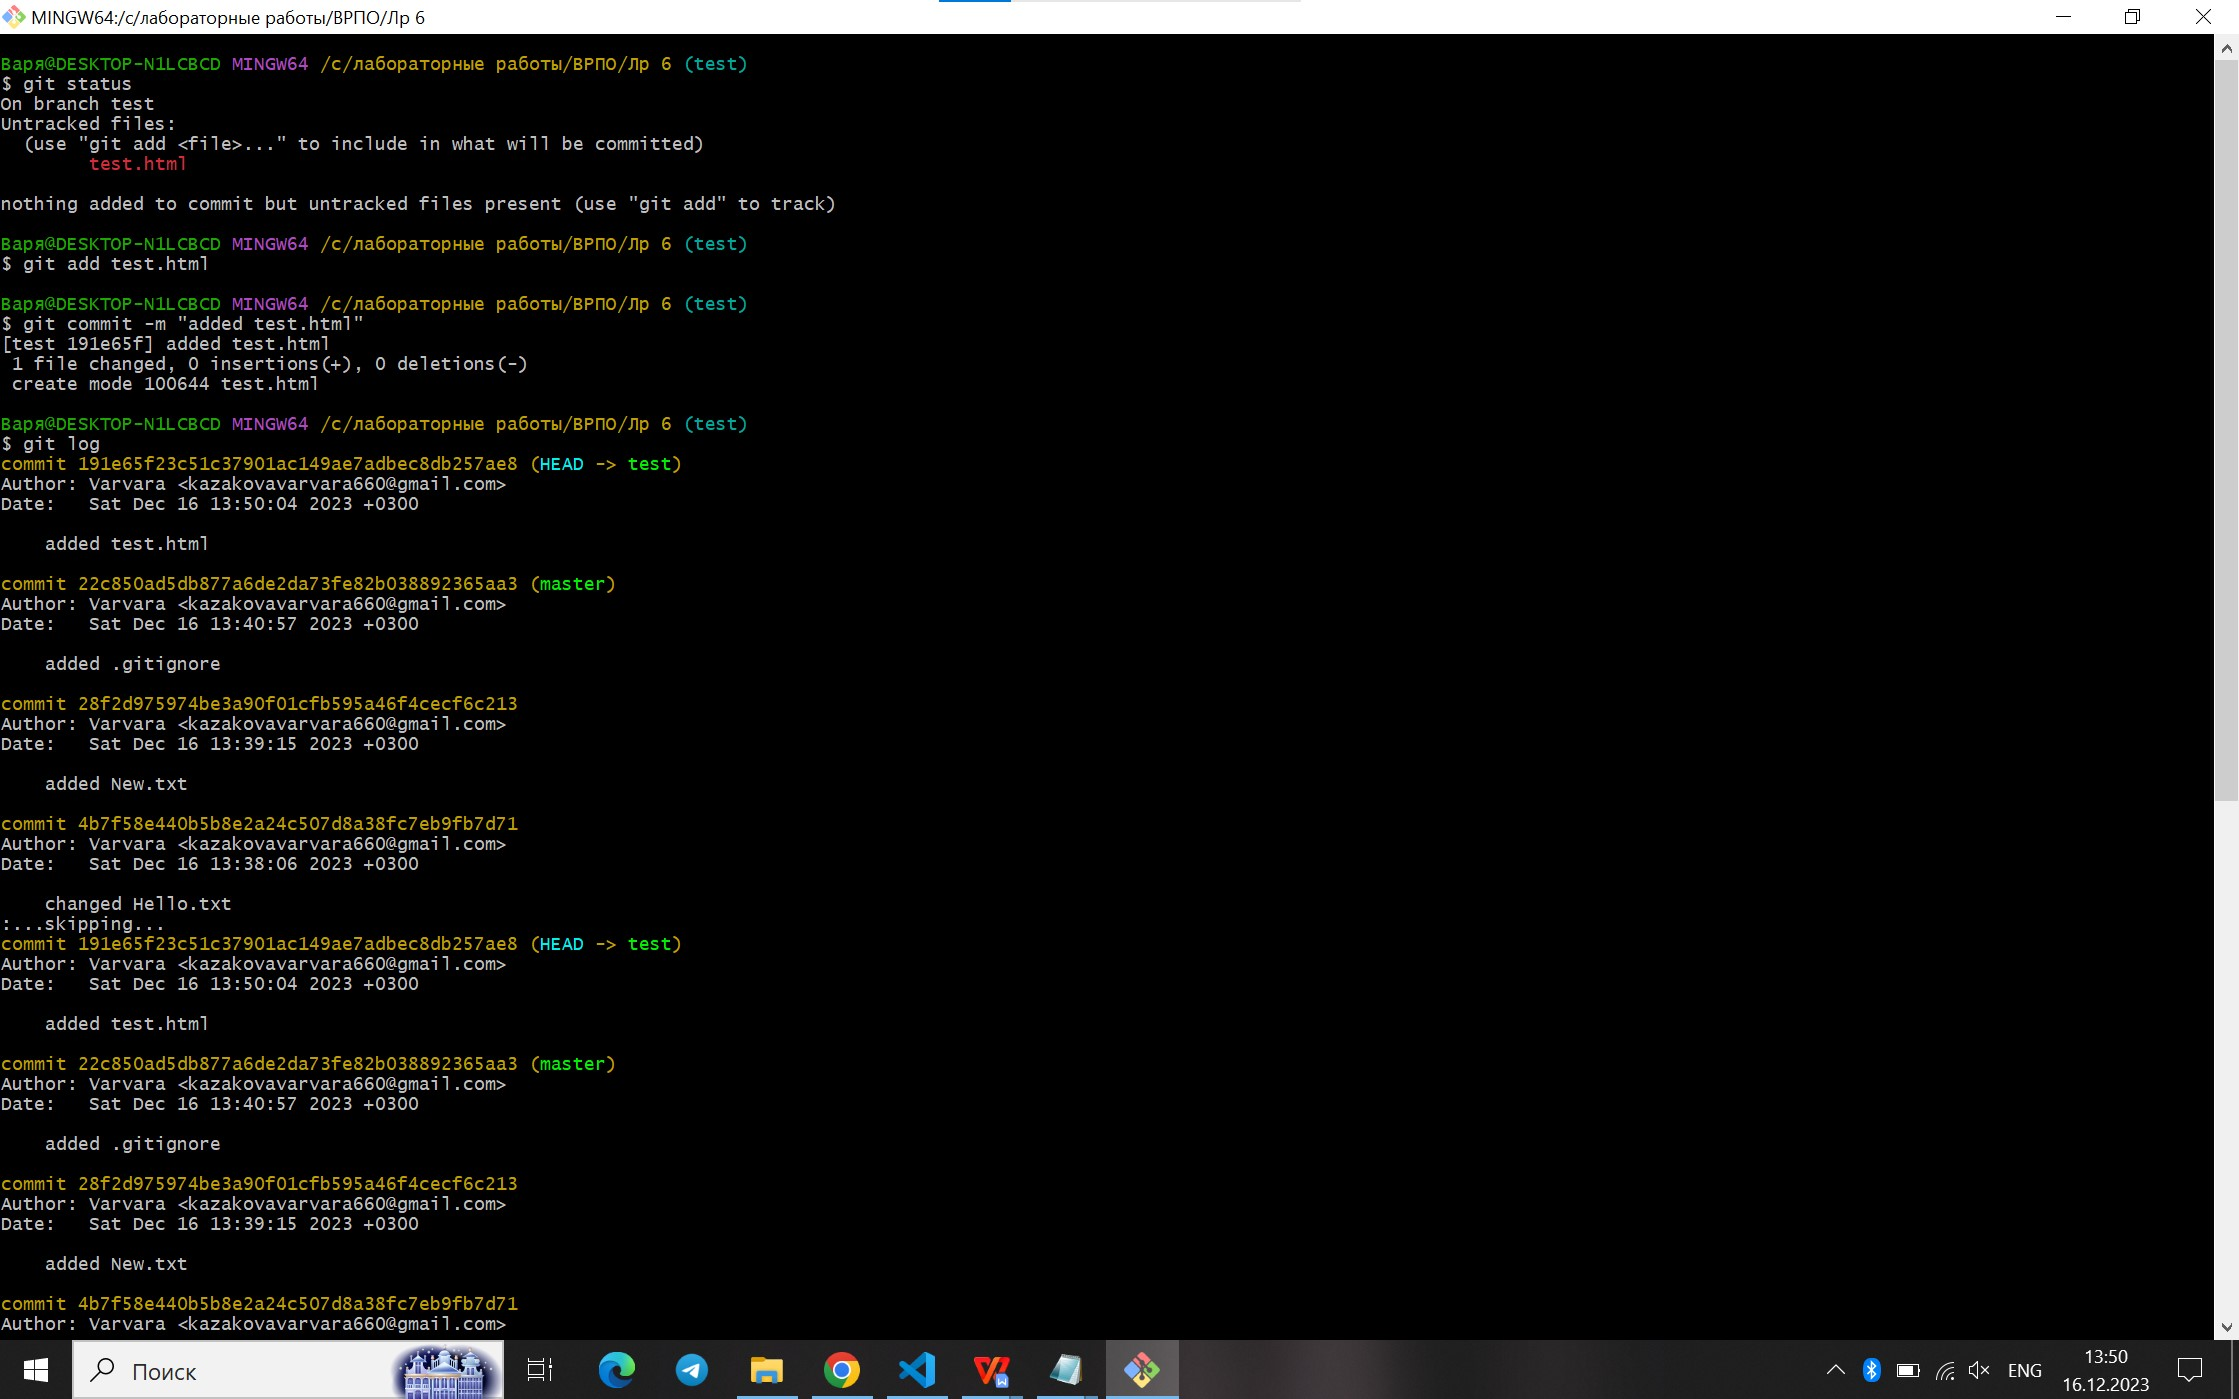 MINGW64:/c/лабораторные работы/ВРПО/Лр 6
Варя@DESKTOP-N1LCBCD MINGW64 /c/лабораторные работы/ВРПО/Лр 6 (test)
$ git status
On branch test
Untracked files:
  (use "git add <file>..." to include in what will be committed)
        test.html
nothing added to commit but untracked files present (use "git add" to track)
Варя@DESKTOP-N1LCBCD MINGW64 /c/лабораторные работы/ВРПО/Лр 6 (test)
$ git add test.html
Варя@DESKTOP-N1LCBCD MINGW64 /c/лабораторные работы/ВРПО/Лр 6 (test)
$ git commit -m "added test.html"
[test 191e65f] added test.html
 1 file changed, 0 insertions(+), 0 deletions(-)
 create mode 100644 test.html
Варя@DESKTOP-N1LCBCD MINGW64 /c/лабораторные работы/ВРПО/Лр 6 (test)
$ git log
commit 191e65f23c51c37901ac149ae7adbec8db257ae8 (HEAD -> test)
Author: Varvara <kazakovavarvara660@gmail.com>
Date:   Sat Dec 16 13:50:04 2023 +0300
    added test.html
commit 22c850ad5db877a6de2da73fe82b038892365aa3 (master)
Author: Varvara <kazakovavarvara660@gmail.com>
Date:   Sat Dec 16 13:40:57 2023 +0300
    added .gitignore
commit 28f2d975974be3a90f01cfb595a46f4cecf6c213
Author: Varvara <kazakovavarvara660@gmail.com>
Date:   Sat Dec 16 13:39:15 2023 +0300
    added New.txt
commit 4b7f58e440b5b8e2a24c507d8a38fc7eb9fb7d71
Author: Varvara <kazakovavarvara660@gmail.com>
Date:   Sat Dec 16 13:38:06 2023 +0300
    changed Hello.txt
:...skipping...
commit 191e65f23c51c37901ac149ae7adbec8db257ae8 (HEAD -> test)
Author: Varvara <kazakovavarvara660@gmail.com>
Date:   Sat Dec 16 13:50:04 2023 +0300
    added test.html
commit 22c850ad5db877a6de2da73fe82b038892365aa3 (master)
Author: Varvara <kazakovavarvara660@gmail.com>
Date:   Sat Dec 16 13:40:57 2023 +0300
    added .gitignore
commit 28f2d975974be3a90f01cfb595a46f4cecf6c213
Author: Varvara <kazakovavarvara660@gmail.com>
Date:   Sat Dec 16 13:39:15 2023 +0300
    added New.txt
commit 4b7f58e440b5b8e2a24c507d8a38fc7eb9fb7d71
Author: Varvara <kazakovavarvara660@gmail.com>
Поиск
ENG
13:50
16.12.2023